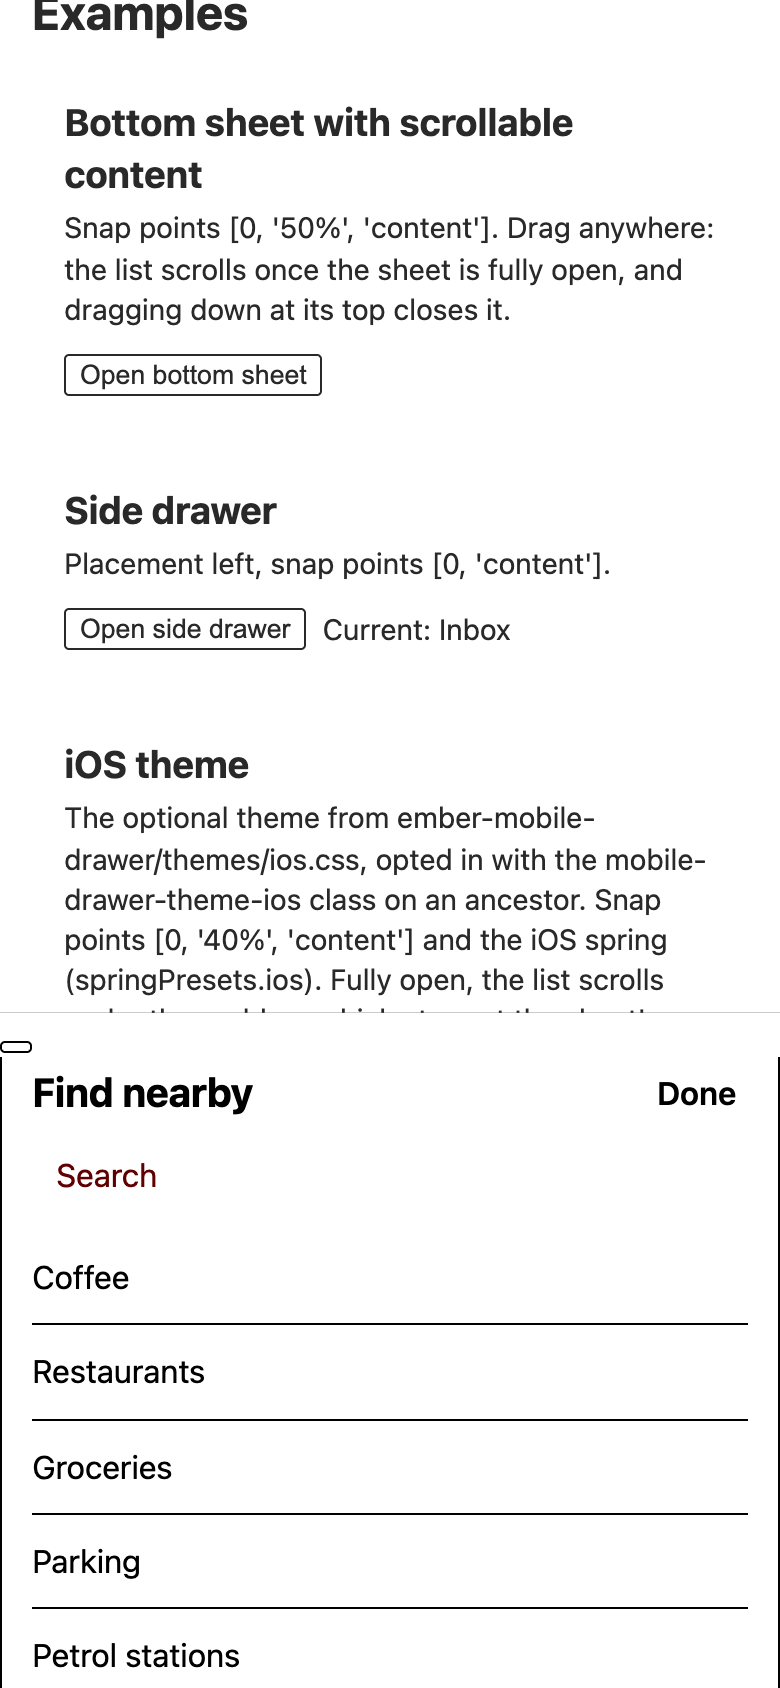 Examples
Bottom sheet with scrollable
content
Snap points [0, '50%', 'content']. Drag anywhere:
the list scrolls once the sheet is fully open, and
dragging down at its top closes it.
Open bottom sheet
Side drawer
Placement left, snap points [0, 'content'].
Open side drawer Current: Inbox
iOS theme
The optional theme from ember-mobile-
drawer/themes/ios.css, opted in with the mobile-
drawer-theme-ios class on an ancestor. Snap
points [0, '40%', 'content'] and the iOS spring
(springPresets.ios). Fully open, the list scrolls
Find nearby Done
Search
Coffee
Restaurants
Groceries
Parking
Petrol stations